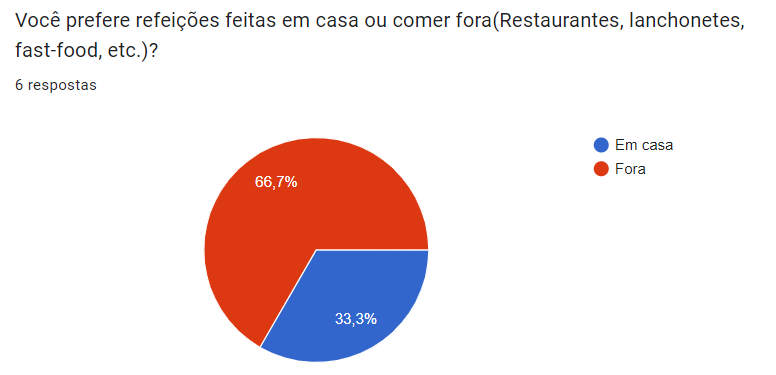 Você prefere refeições feitas em casa ou comer fora(Restaurantes, lanchonetes,
fast-food, etc.)?
6 respostas
Em casa
Fora
66,7%
33,3%